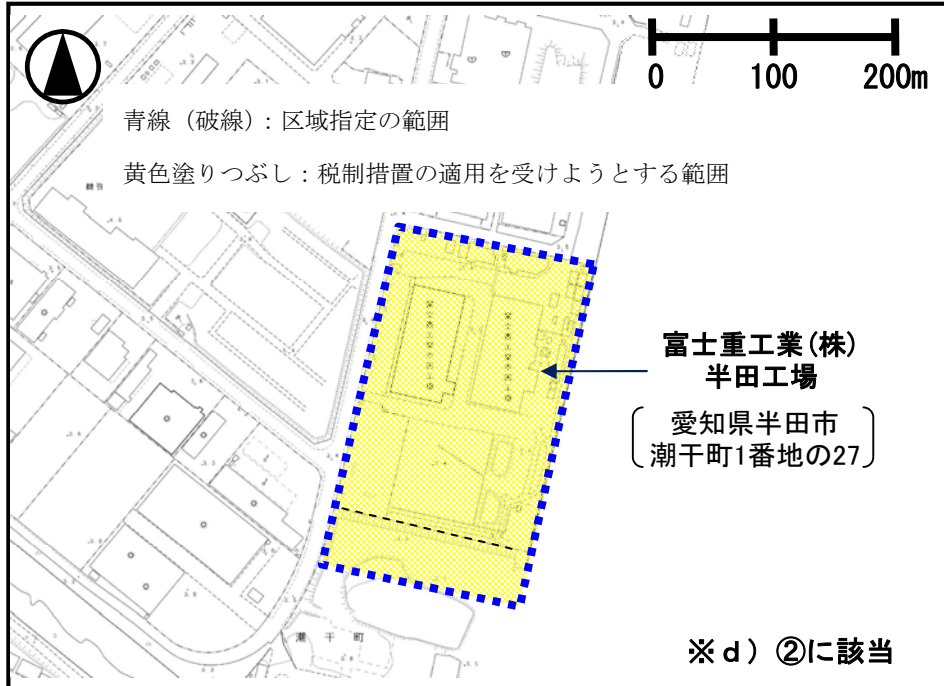 0 100 200m
青線（破線）：区域指定の範囲
黄色塗りつぶし：税制措置の適用を受けようとする範囲
富士重工業(株)
半田工場
愛知県半田市
潮干町1番地の27
潮干町
※d）②に該当